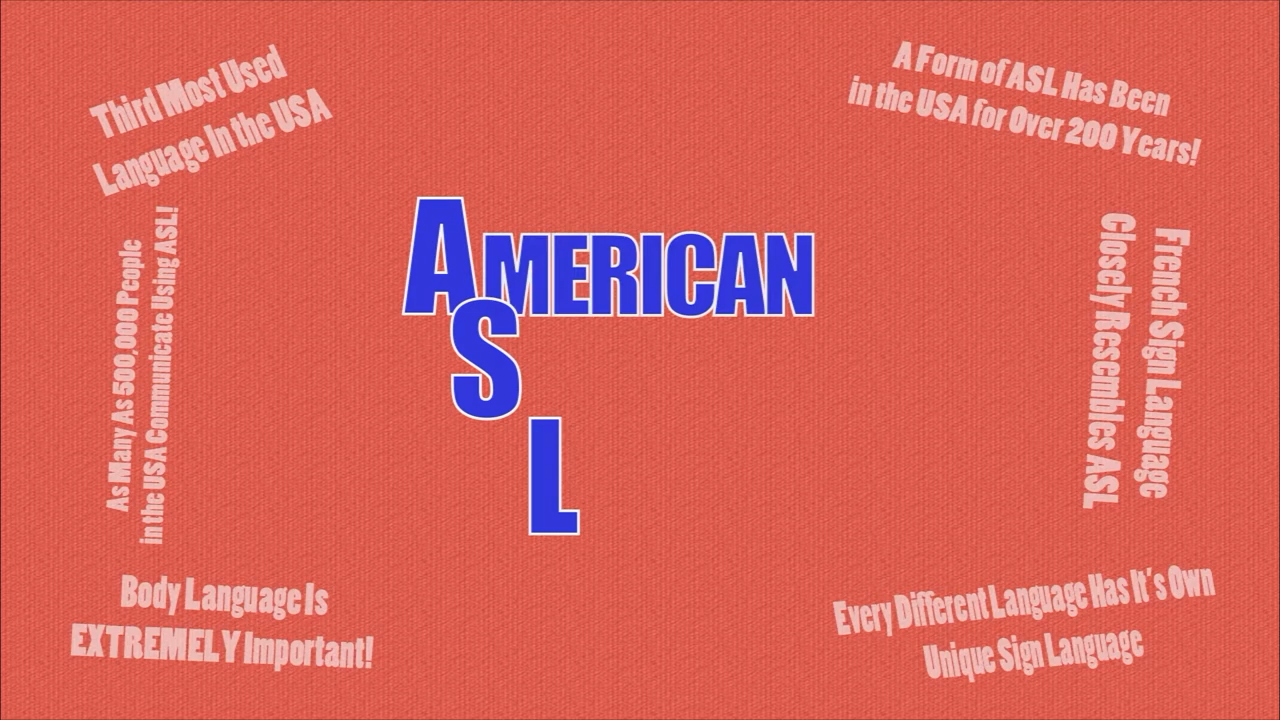 Third Most Used
Language In the USA
A Form of ASL Has Been
in the USA for Over 200 Years!
AMERICAN
S
L
As Many As 500,000 People
in the USA Communicate Using ASL!
French Sign Language
Closely Resembles ASL
Body Language Is
EXTREMELY Important!
Every Different Language Has It's Own
Unique Sign Language